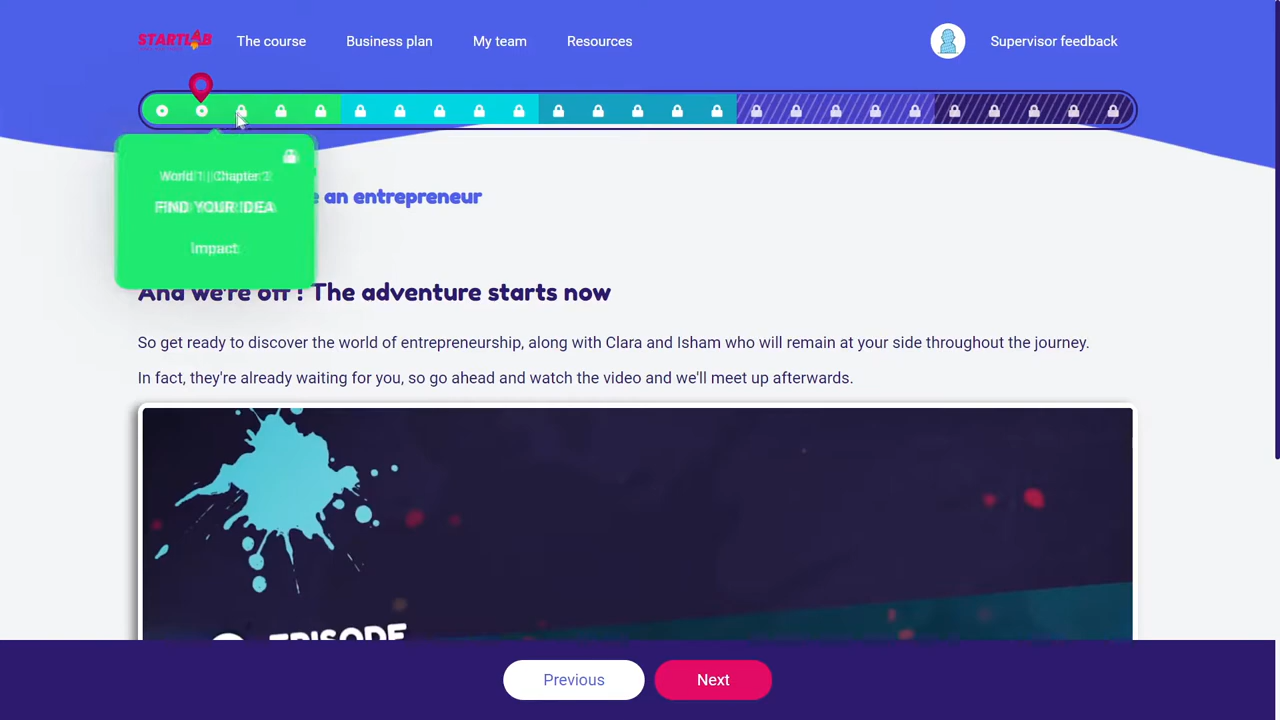 STARTLAB
The course
Business plan
My team
Resources
Supervisor feedback
World 1 | Chapter 2
FIND YOUR IDEA
Impact
an entrepreneur
And we're off ! The adventure starts now
So get ready to discover the world of entrepreneurship, along with Clara and Isham who will remain at your side throughout the journey.
In fact, they're already waiting for you, so go ahead and watch the video and we'll meet up afterwards.
EPISODE
Previous
Next